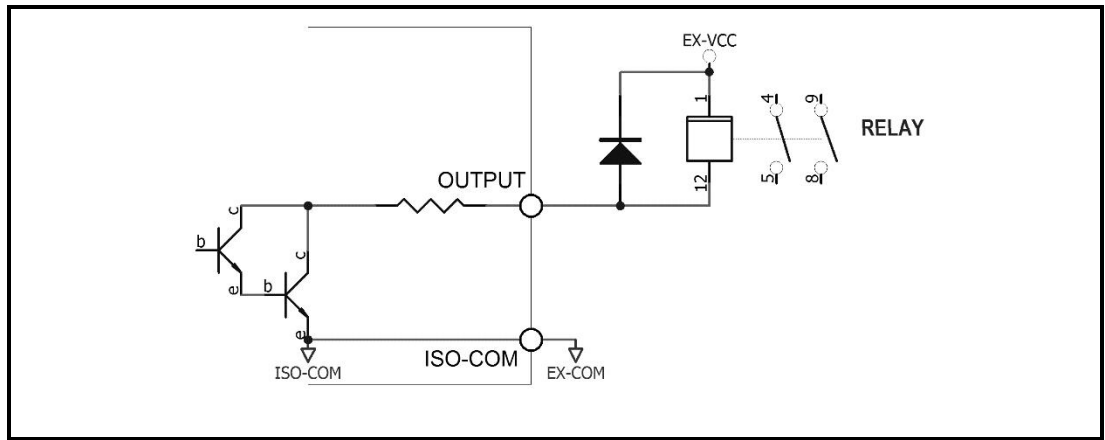 EX-VCC
1
4
9
RELAY
12
5
8
OUTPUT
c
b
e
c
b
e
ISO-COM
ISO-COM
EX-COM